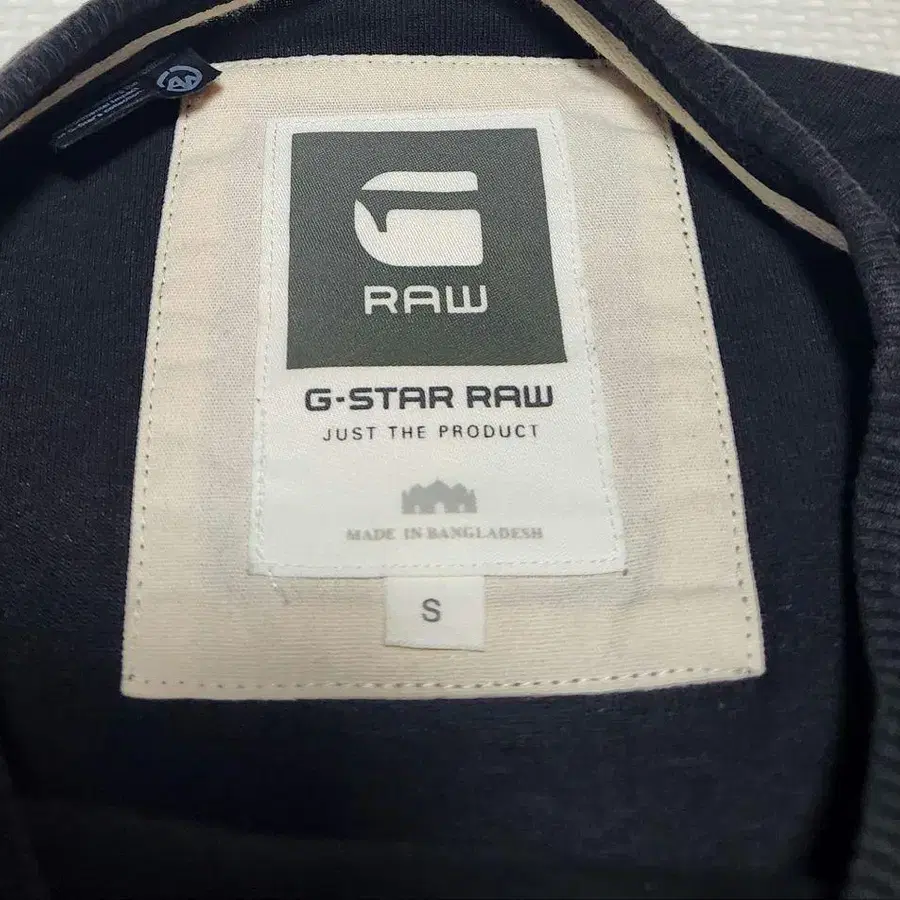 RAW
G-STAR RAW
JUST THE PRODUCT
MADE IN BANGLADESH
S